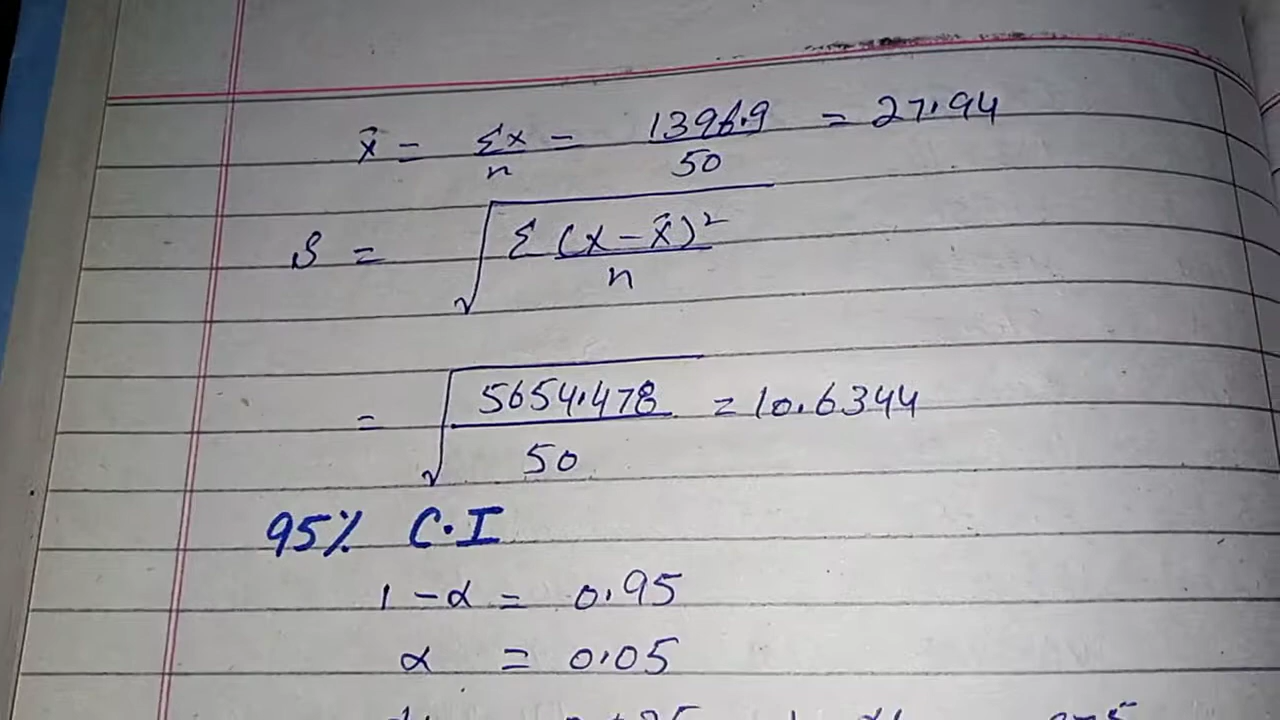 x̄ = Σx/n = 1396.9/50 = 27.94
S = √(Σ(x-x̄)²/n)
= √(5654.478/50) = 10.6344
95% C.I
1-α = 0.95
α = 0.05